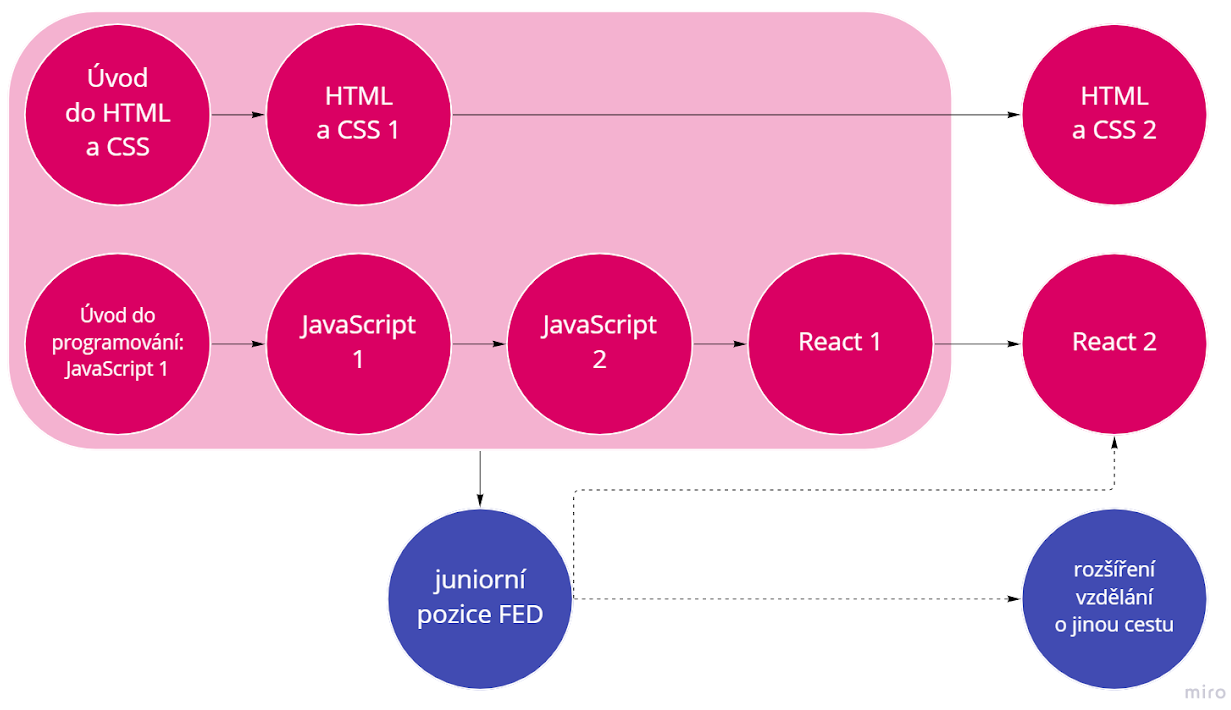 Úvod
do HTML
a CSS
HTML
a CSS 1
HTML
a CSS 2
Úvod do
programování:
JavaScript 1
JavaScript
1
JavaScript
2
React 1
React 2
juniorní
pozice FED
rozšíření
vzdělání
o jinou cestu
miro